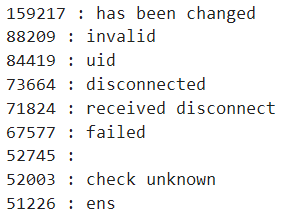 159217 : has been changed
88209 : invalid
84419 : uid
73664 : disconnected
71824 : received disconnect
67577 : failed
52745 :
52003 : check unknown
51226 : ens